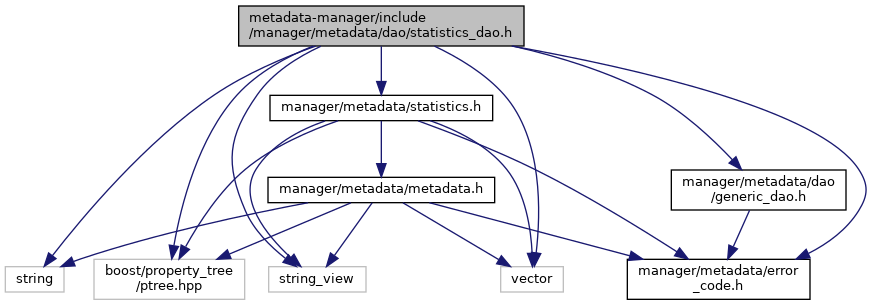 metadata-manager/include
/manager/metadata/dao/statistics_dao.h
manager/metadata/statistics.h
manager/metadata/dao
/generic_dao.h
manager/metadata/metadata.h
string
boost/property_tree
/ptree.hpp
string_view
vector
manager/metadata/error
_code.h